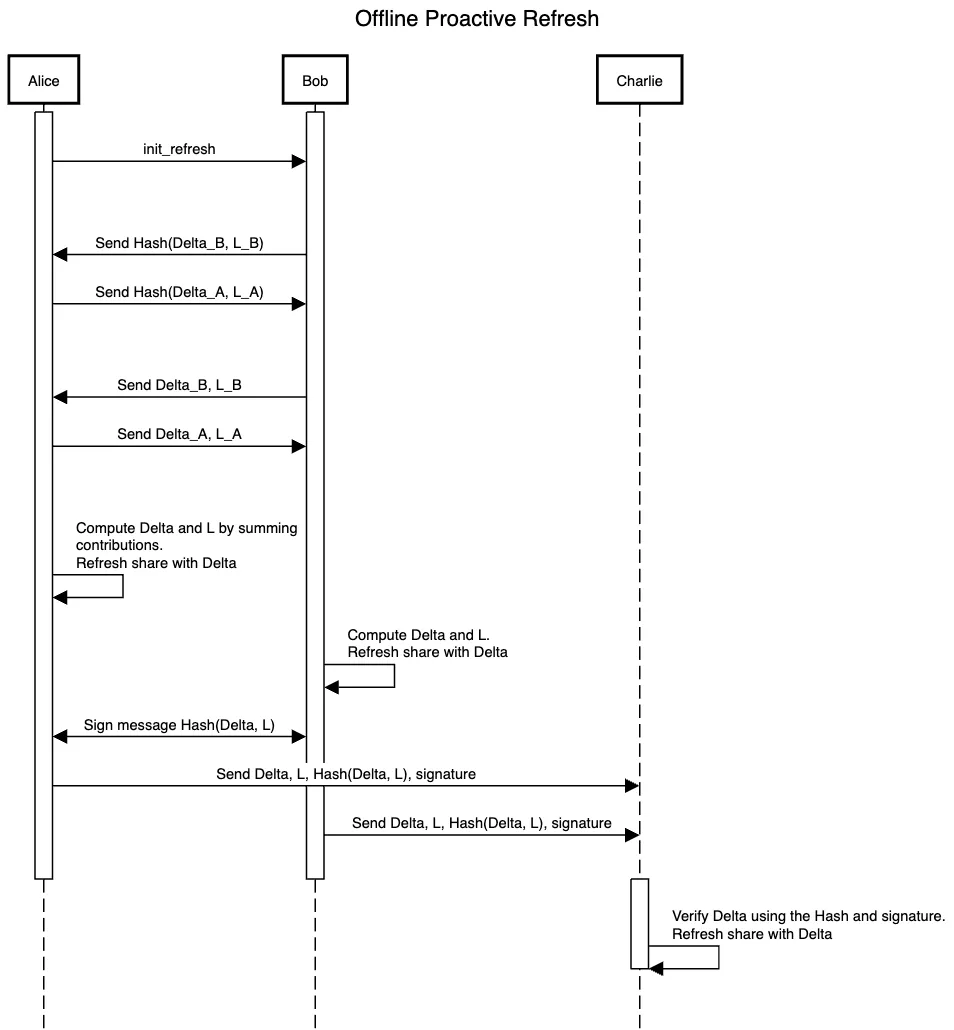 Offline Proactive Refresh
Alice
Bob
Charlie
init_refresh
Send Hash(Delta_B, L_B)
Send Hash(Delta_A, L_A)
Send Delta_B, L_B
Send Delta_A, L_A
Compute Delta and L by summing
contributions.
Refresh share with Delta
Compute Delta and L.
Refresh share with Delta
Sign message Hash(Delta, L)
Send Delta, L, Hash(Delta, L), signature
Send Delta, L, Hash(Delta, L), signature
Verify Delta using the Hash and signature.
Refresh share with Delta